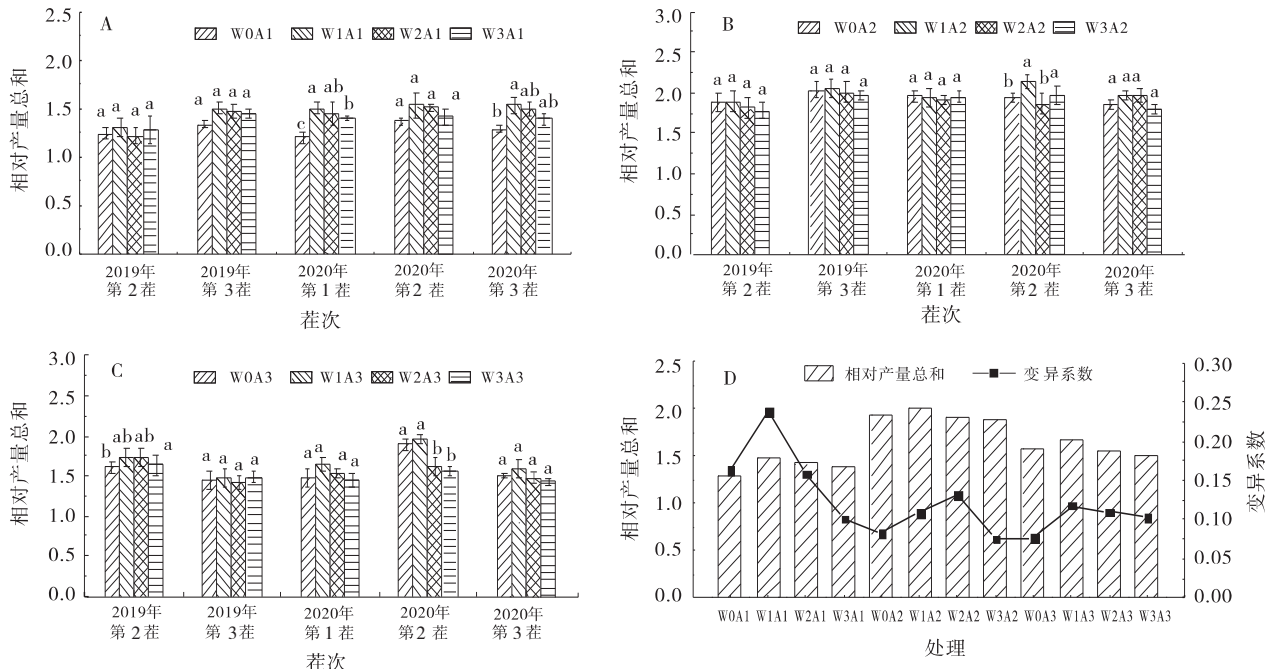 A
W0A1 W1A1 W2A1 W3A1
相对产量总和
2.5
2.0
1.5
1.0
0.5
0.0
a a a a
a a a a
c a ab b
a a a a
b a ab ab
2019年 2019年 2020年 2020年 2020年
第2茬 第3茬 第1茬 第2茬 第3茬
茬次
B
W0A2 W1A2 W2A2 W3A2
相对产量总和
3.0
2.5
2.0
1.5
1.0
0.5
0.0
a a a a
a a a a
a a a a
b a b a
a a a a
2019年 2019年 2020年 2020年 2020年
第2茬 第3茬 第1茬 第2茬 第3茬
茬次
C
W0A3 W1A3 W2A3 W3A3
相对产量总和
3.0
2.5
2.0
1.5
1.0
0.5
0.0
b ab ab a
a a a a
a a a a
a a b b
a a a a
2019年 2019年 2020年 2020年 2020年
第2茬 第3茬 第1茬 第2茬 第3茬
茬次
D
相对产量总和 变异系数
相对产量总和
2.5
2.0
1.5
1.0
0.5
0.0
0.30
0.25
0.20
0.15
0.10
0.05
0.00
变异系数
W0A1 W1A1 W2A1 W3A1 W0A2 W1A2 W2A2 W3A2 W0A3 W1A3 W2A3 W3A3
处理